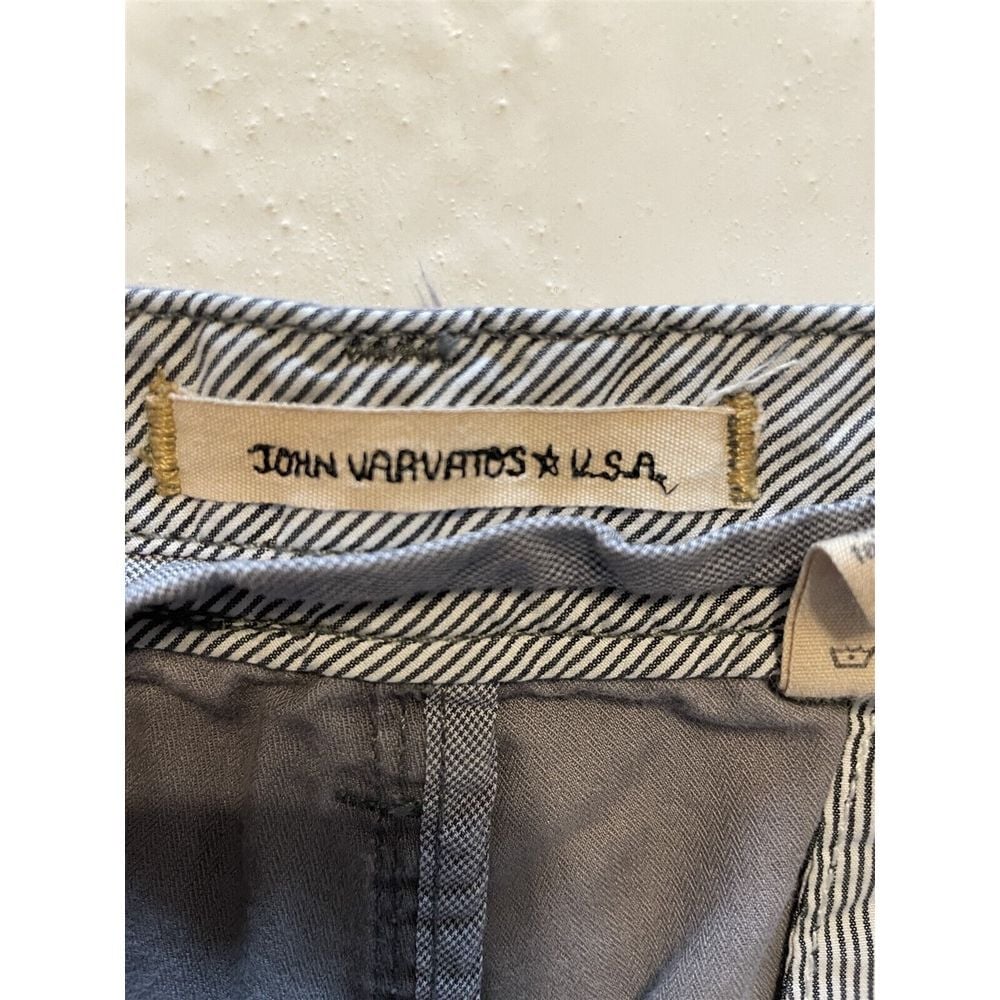 JOHN VARVATOS ☆ U.S.A.